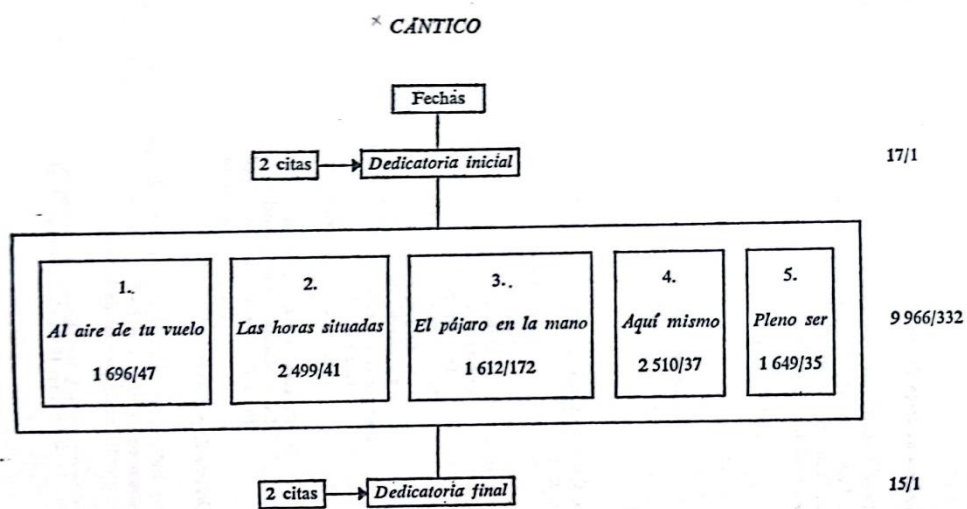 × CÁNTICO
Fechas
2 citas Dedicatoria inicial 17/1
1. 2. 3. 4. 5.
Al aire de tu vuelo Las horas situadas El pájaro en la mano Aquí mismo Pleno ser 9 966/332
1 696/47 2 499/41 1 612/172 2 510/37 1 649/35
2 citas Dedicatoria final 15/1